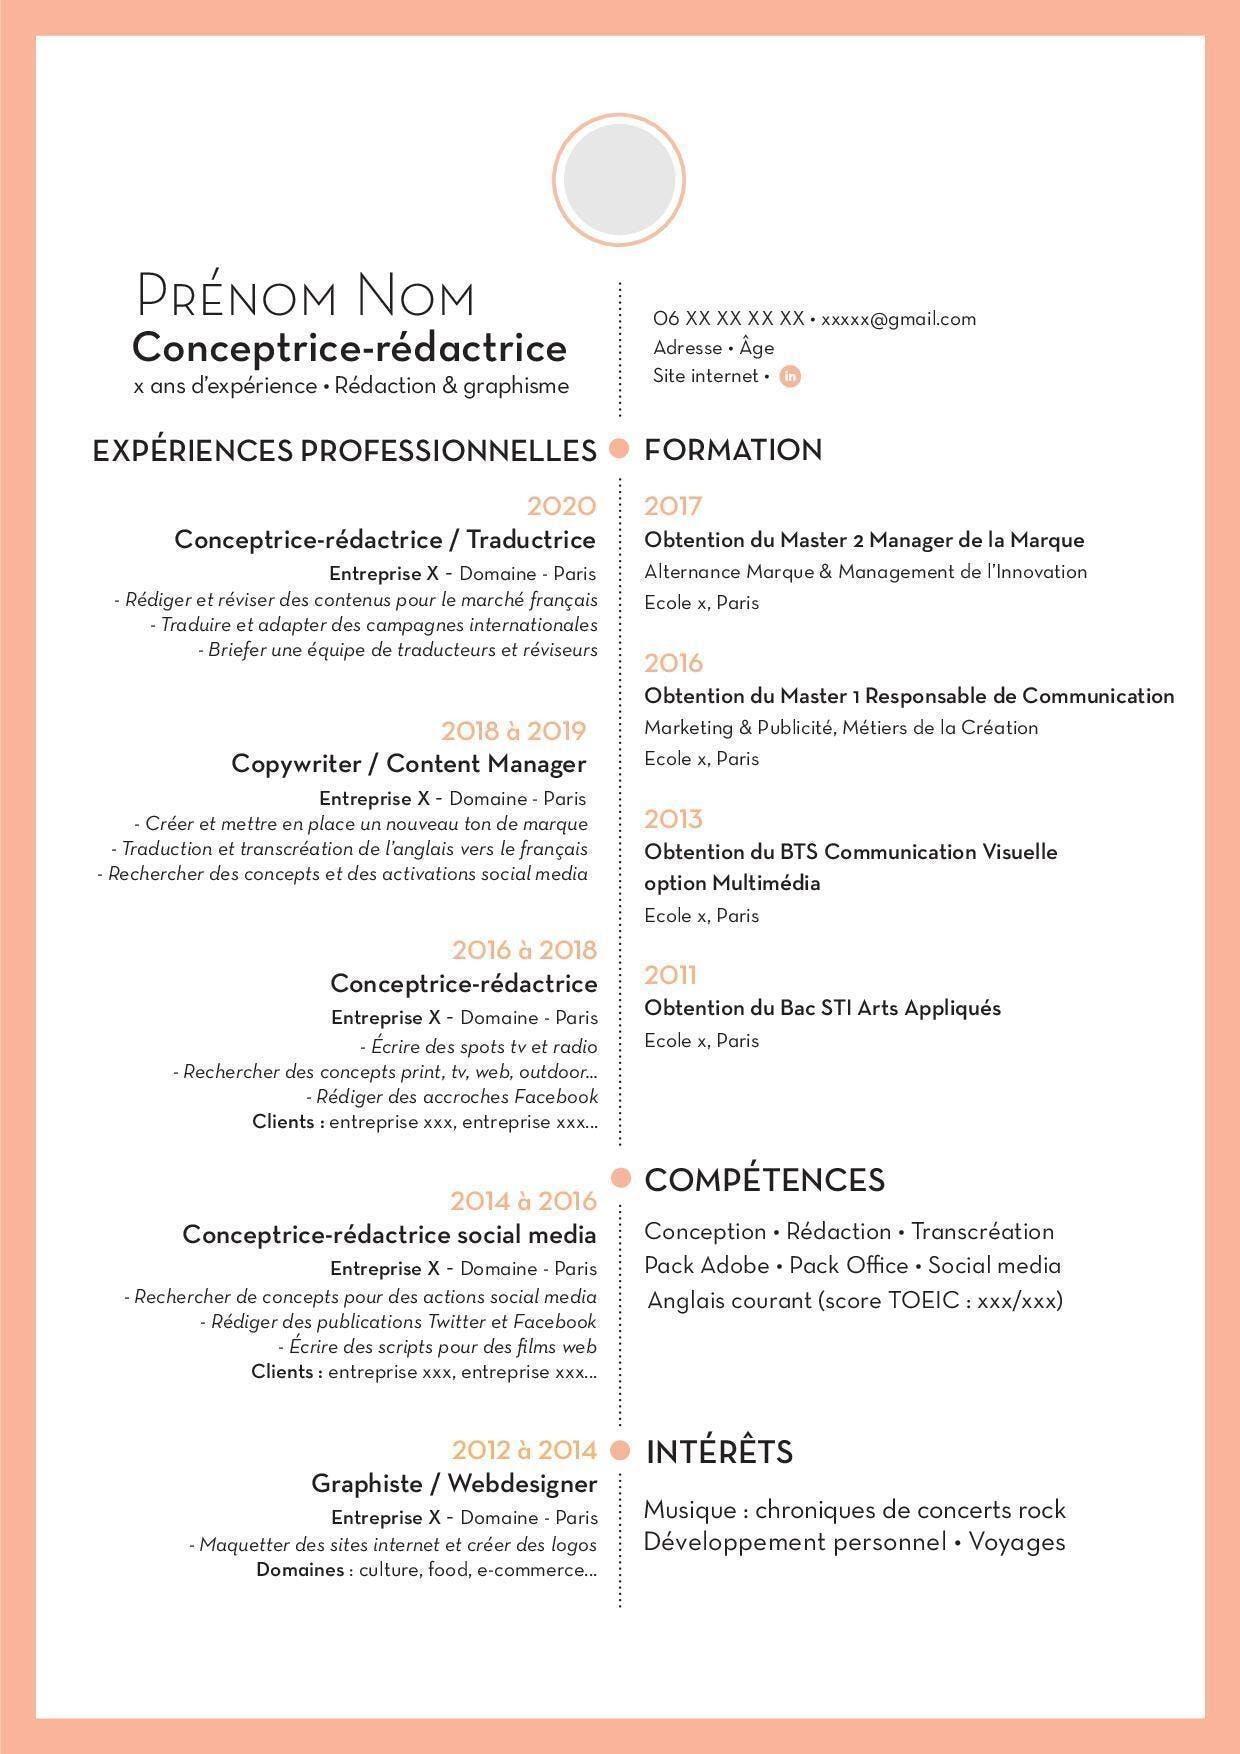 PRÉNOM NOM
Conceptrice-rédactrice
x ans d'expérience • Rédaction & graphisme
06 XX XX XX XX • xxxxx@gmail.com
Adresse • Âge
Site internet • in
EXPÉRIENCES PROFESSIONNELLES
2020
Conceptrice-rédactrice / Traductrice
Entreprise X - Domaine - Paris
- Rédiger et réviser des contenus pour le marché français
- Traduire et adapter des campagnes internationales
- Briefer une équipe de traducteurs et réviseurs
2018 à 2019
Copywriter / Content Manager
Entreprise X - Domaine - Paris
- Créer et mettre en place un nouveau ton de marque
- Traduction et transcréation de l'anglais vers le français
- Rechercher des concepts et des activations social media
2016 à 2018
Conceptrice-rédactrice
Entreprise X - Domaine - Paris
- Écrire des spots tv et radio
- Rechercher des concepts print, tv, web, outdoor...
- Rédiger des accroches Facebook
Clients : entreprise xxx, entreprise xxx...
2014 à 2016
Conceptrice-rédactrice social media
Entreprise X - Domaine - Paris
- Rechercher de concepts pour des actions social media
- Rédiger des publications Twitter et Facebook
- Écrire des scripts pour des films web
Clients : entreprise xxx, entreprise xxx...
2012 à 2014
Graphiste / Webdesigner
Entreprise X - Domaine - Paris
- Maquetter des sites internet et créer des logos
Domaines : culture, food, e-commerce...
FORMATION
2017
Obtention du Master 2 Manager de la Marque
Alternance Marque & Management de l'Innovation
Ecole x, Paris
2016
Obtention du Master 1 Responsable de Communication
Marketing & Publicité, Métiers de la Création
Ecole x, Paris
2013
Obtention du BTS Communication Visuelle
option Multimédia
Ecole x, Paris
2011
Obtention du Bac STI Arts Appliqués
Ecole x, Paris
COMPÉTENCES
Conception • Rédaction • Transcréation
Pack Adobe • Pack Office • Social media
Anglais courant (score TOEIC : xxx/xxx)
INTÉRÊTS
Musique : chroniques de concerts rock
Développement personnel • Voyages